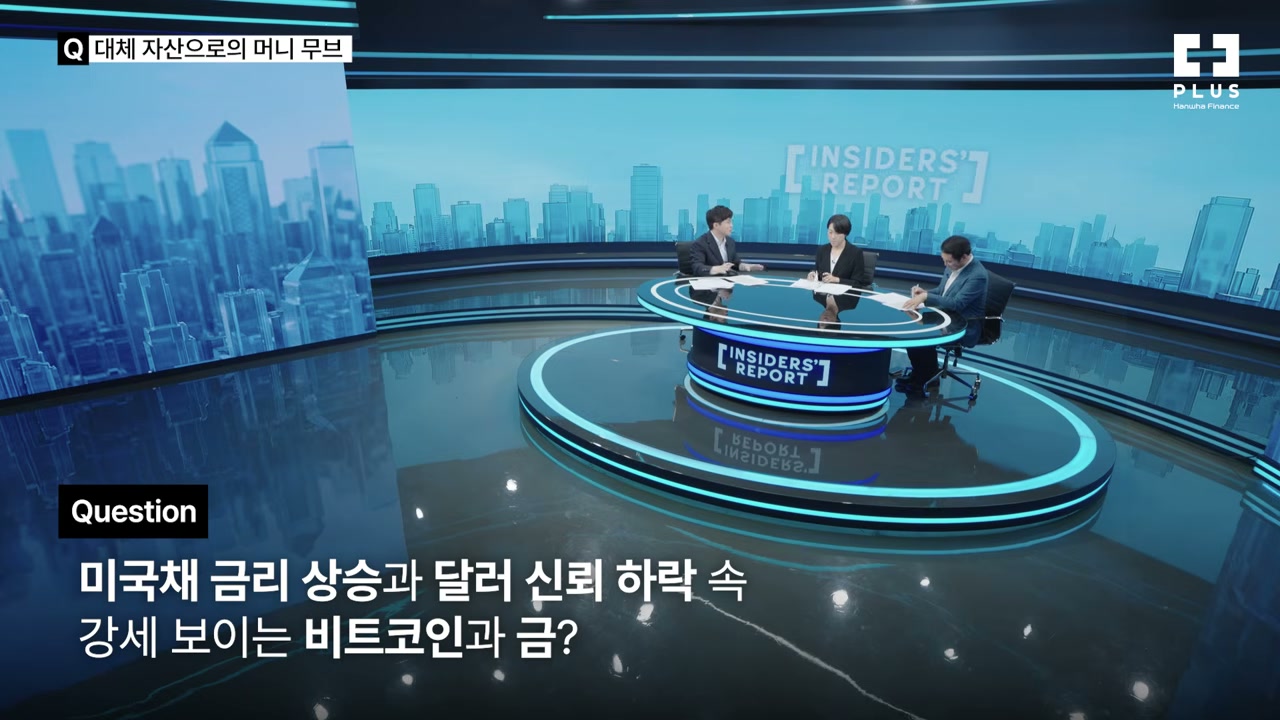 Q 대체 자산으로의 머니 무브
PLUS
Hanwha Finance
[INSIDERS'
REPORT]
[INSIDERS'
REPORT]
REPORT
INSIDERS'
Question
미국채 금리 상승과 달러 신뢰 하락 속
강세 보이는 비트코인과 금?